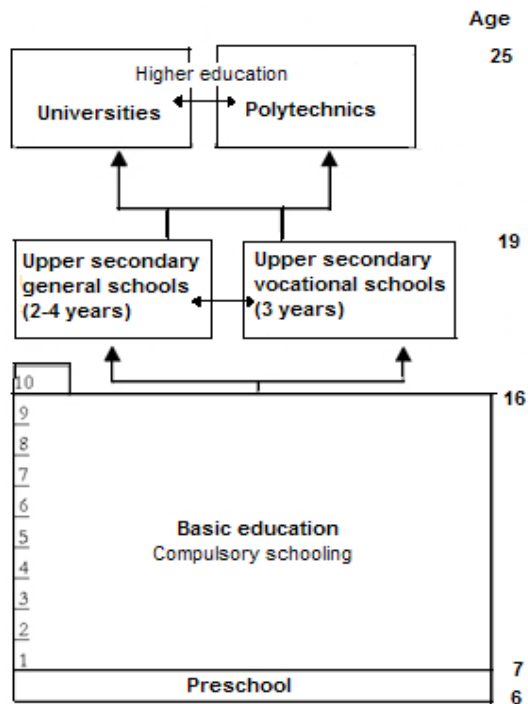 Age
25
Higher education
Universities
Polytechnics
19
Upper secondary
general schools
(2-4 years)
Upper secondary
vocational schools
(3 years)
10
16
9
8
7
6
5
4
3
2
1
Basic education
Compulsory schooling
7
Preschool
6